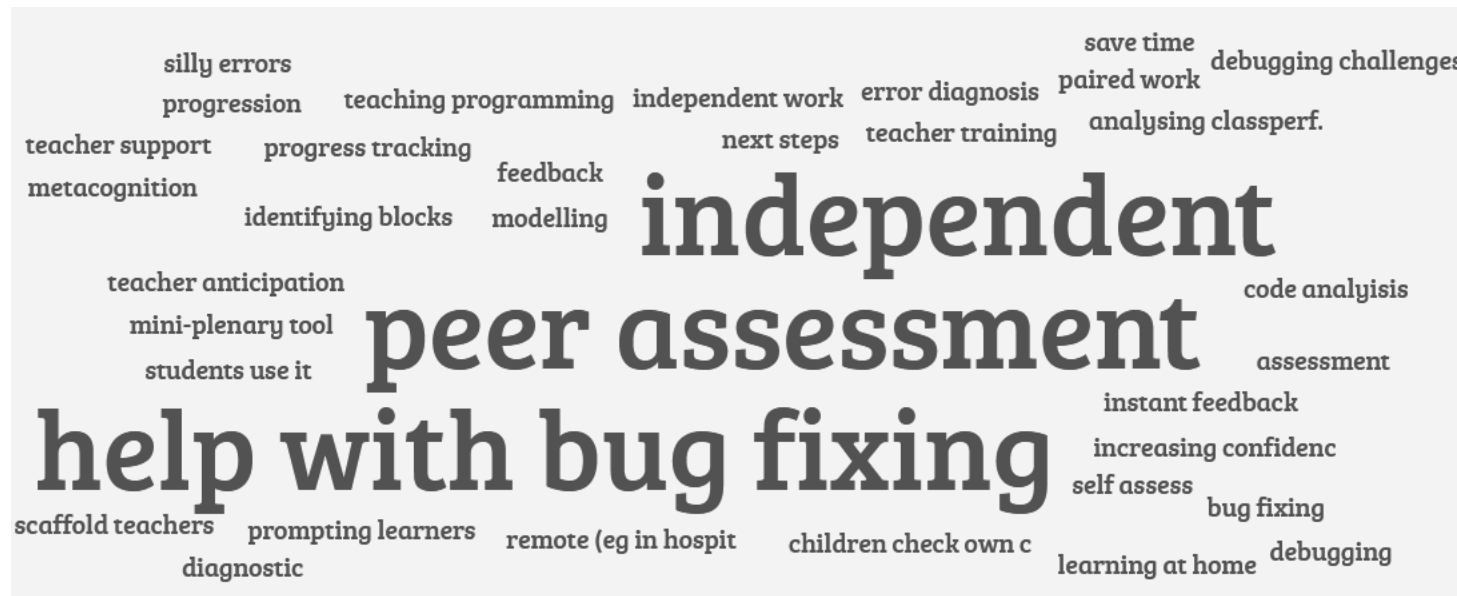 save time
silly errors
debugging challenges
paired work
error diagnosis
independent work
teaching programming
progression
analysing classperf.
teacher training
next steps
teacher support
progress tracking
feedback
metacognition
identifying blocks
modelling
independent
teacher anticipation
code analyisis
mini-plenary tool
peer assessment
students use it
assessment
instant feedback
help with bug fixing
increasing confidenc
self assess
bug fixing
scaffold teachers
prompting learners
remote (eg in hospit
children check own c
debugging
diagnostic
learning at home